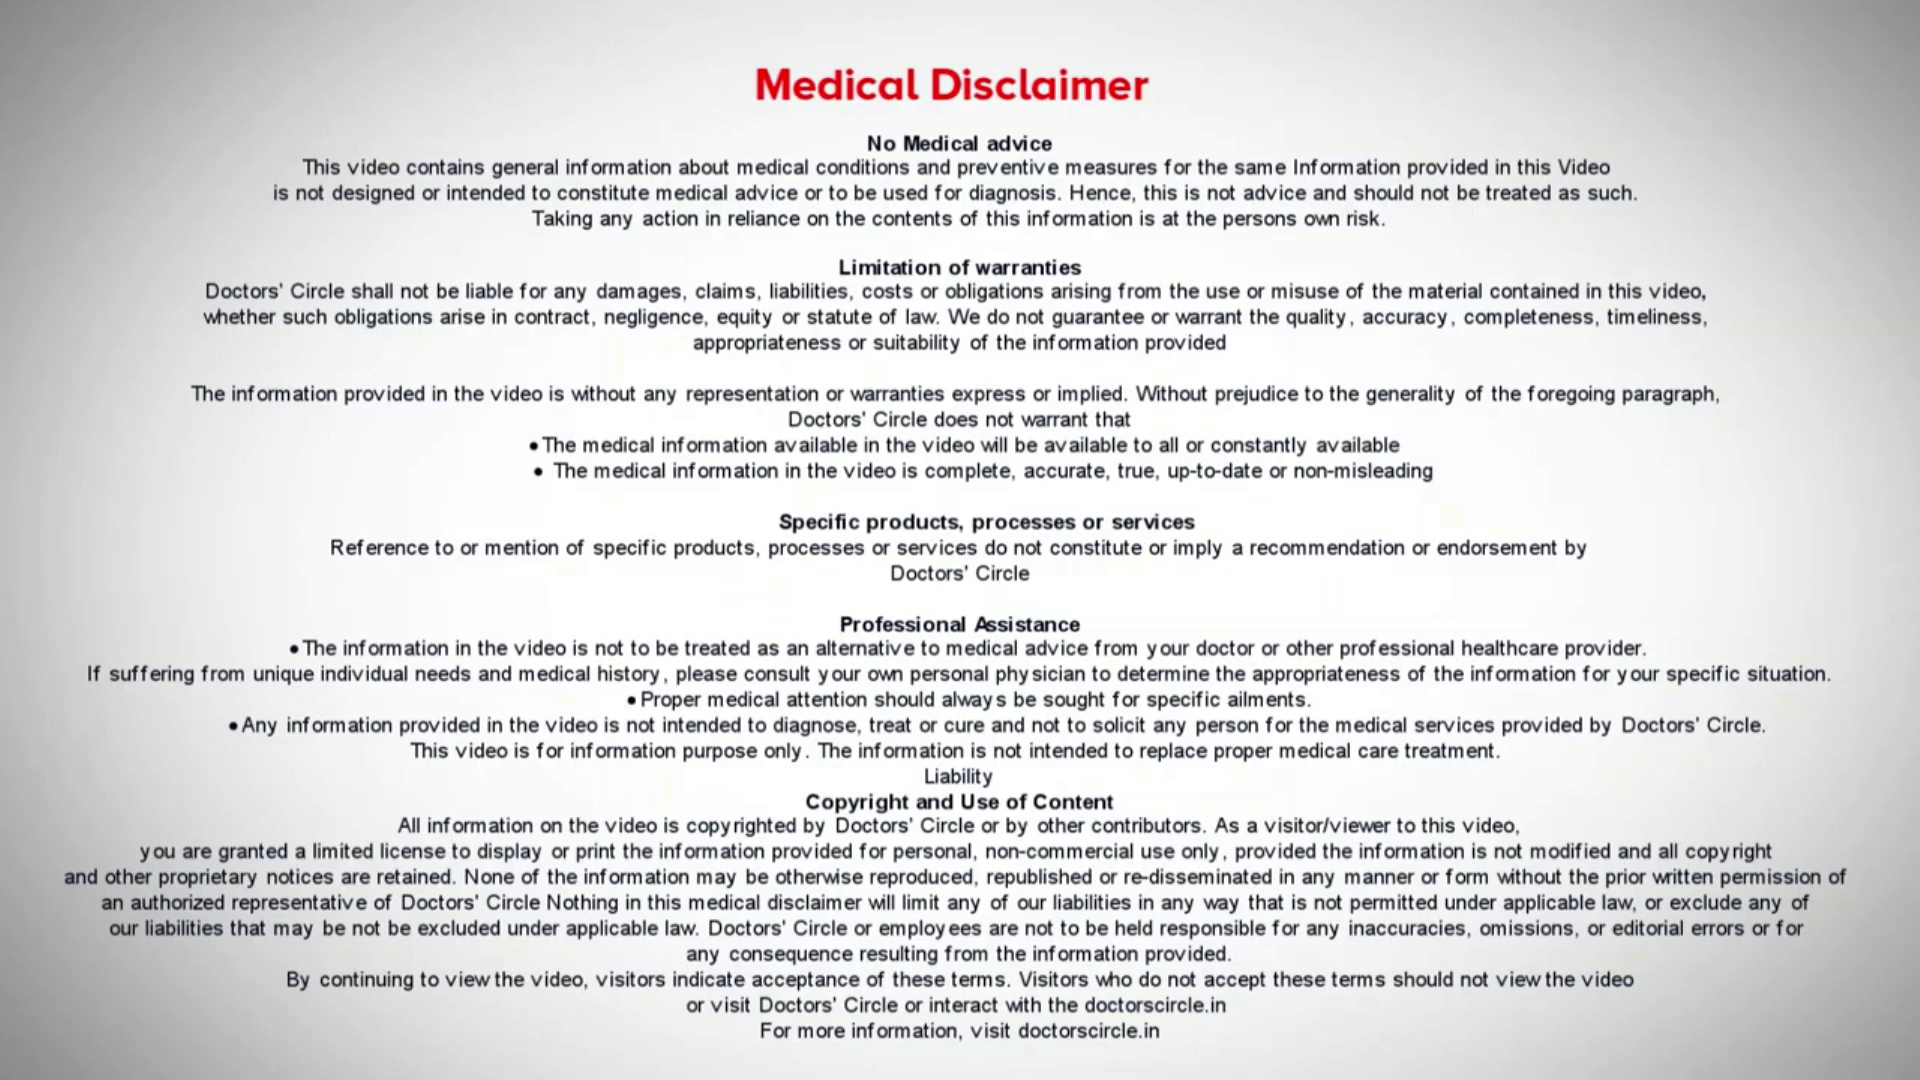 Medical Disclaimer
No Medical advice
This video contains general information about medical conditions and preventive measures for the same Information provided in this Video
is not designed or intended to constitute medical advice or to be used for diagnosis. Hence, this is not advice and should not be treated as such.
Taking any action in reliance on the contents of this information is at the persons own risk.
Limitation of warranties
Doctors' Circle shall not be liable for any damages, claims, liabilities, costs or obligations arising from the use or misuse of the material contained in this video,
whether such obligations arise in contract, negligence, equity or statute of law. We do not guarantee or warrant the quality, accuracy, completeness, timeliness,
appropriateness or suitability of the information provided
The information provided in the video is without any representation or warranties express or implied. Without prejudice to the generality of the foregoing paragraph,
Doctors' Circle does not warrant that
• The medical information available in the video will be available to all or constantly available
• The medical information in the video is complete, accurate, true, up-to-date or non-misleading
Specific products, processes or services
Reference to or mention of specific products, processes or services do not constitute or imply a recommendation or endorsement by
Doctors' Circle
Professional Assistance
• The information in the video is not to be treated as an alternative to medical advice from your doctor or other professional healthcare provider.
If suffering from unique individual needs and medical history, please consult your own personal physician to determine the appropriateness of the information for your specific situation.
• Proper medical attention should always be sought for specific ailments.
• Any information provided in the video is not intended to diagnose, treat or cure and not to solicit any person for the medical services provided by Doctors' Circle.
This video is for information purpose only. The information is not intended to replace proper medical care treatment.
Liability
Copyright and Use of Content
All information on the video is copyrighted by Doctors' Circle or by other contributors. As a visitor/viewer to this video,
you are granted a limited license to display or print the information provided for personal, non-commercial use only, provided the information is not modified and all copyright
and other proprietary notices are retained. None of the information may be otherwise reproduced, republished or re-disseminated in any manner or form without the prior written permission of
an authorized representative of Doctors' Circle Nothing in this medical disclaimer will limit any of our liabilities in any way that is not permitted under applicable law, or exclude any of
our liabilities that may be not be excluded under applicable law. Doctors' Circle or employees are not to be held responsible for any inaccuracies, omissions, or editorial errors or for
any consequence resulting from the information provided.
By continuing to view the video, visitors indicate acceptance of these terms. Visitors who do not accept these terms should not view the video
or visit Doctors' Circle or interact with the doctorscircle.in
For more information, visit doctorscircle.in